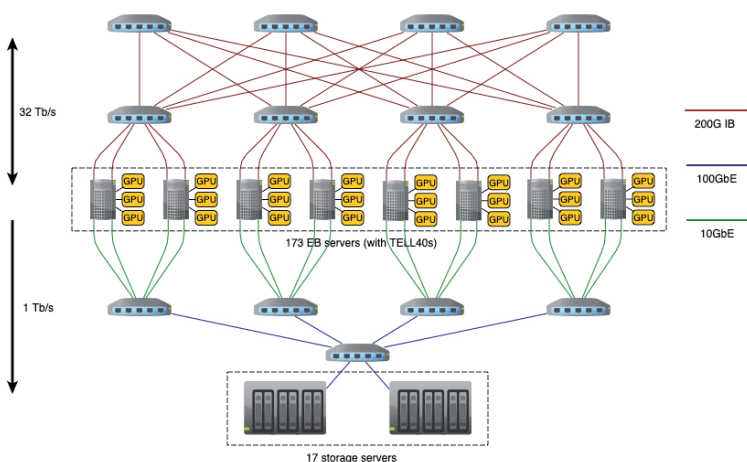 32 Tb/s
200G IB
100GbE
10GbE
GPU GPU GPU GPU GPU GPU GPU GPU
GPU GPU GPU GPU GPU GPU GPU GPU
GPU GPU GPU GPU GPU GPU GPU GPU
173 EB servers (with TELL40s)
1 Tb/s
17 storage servers